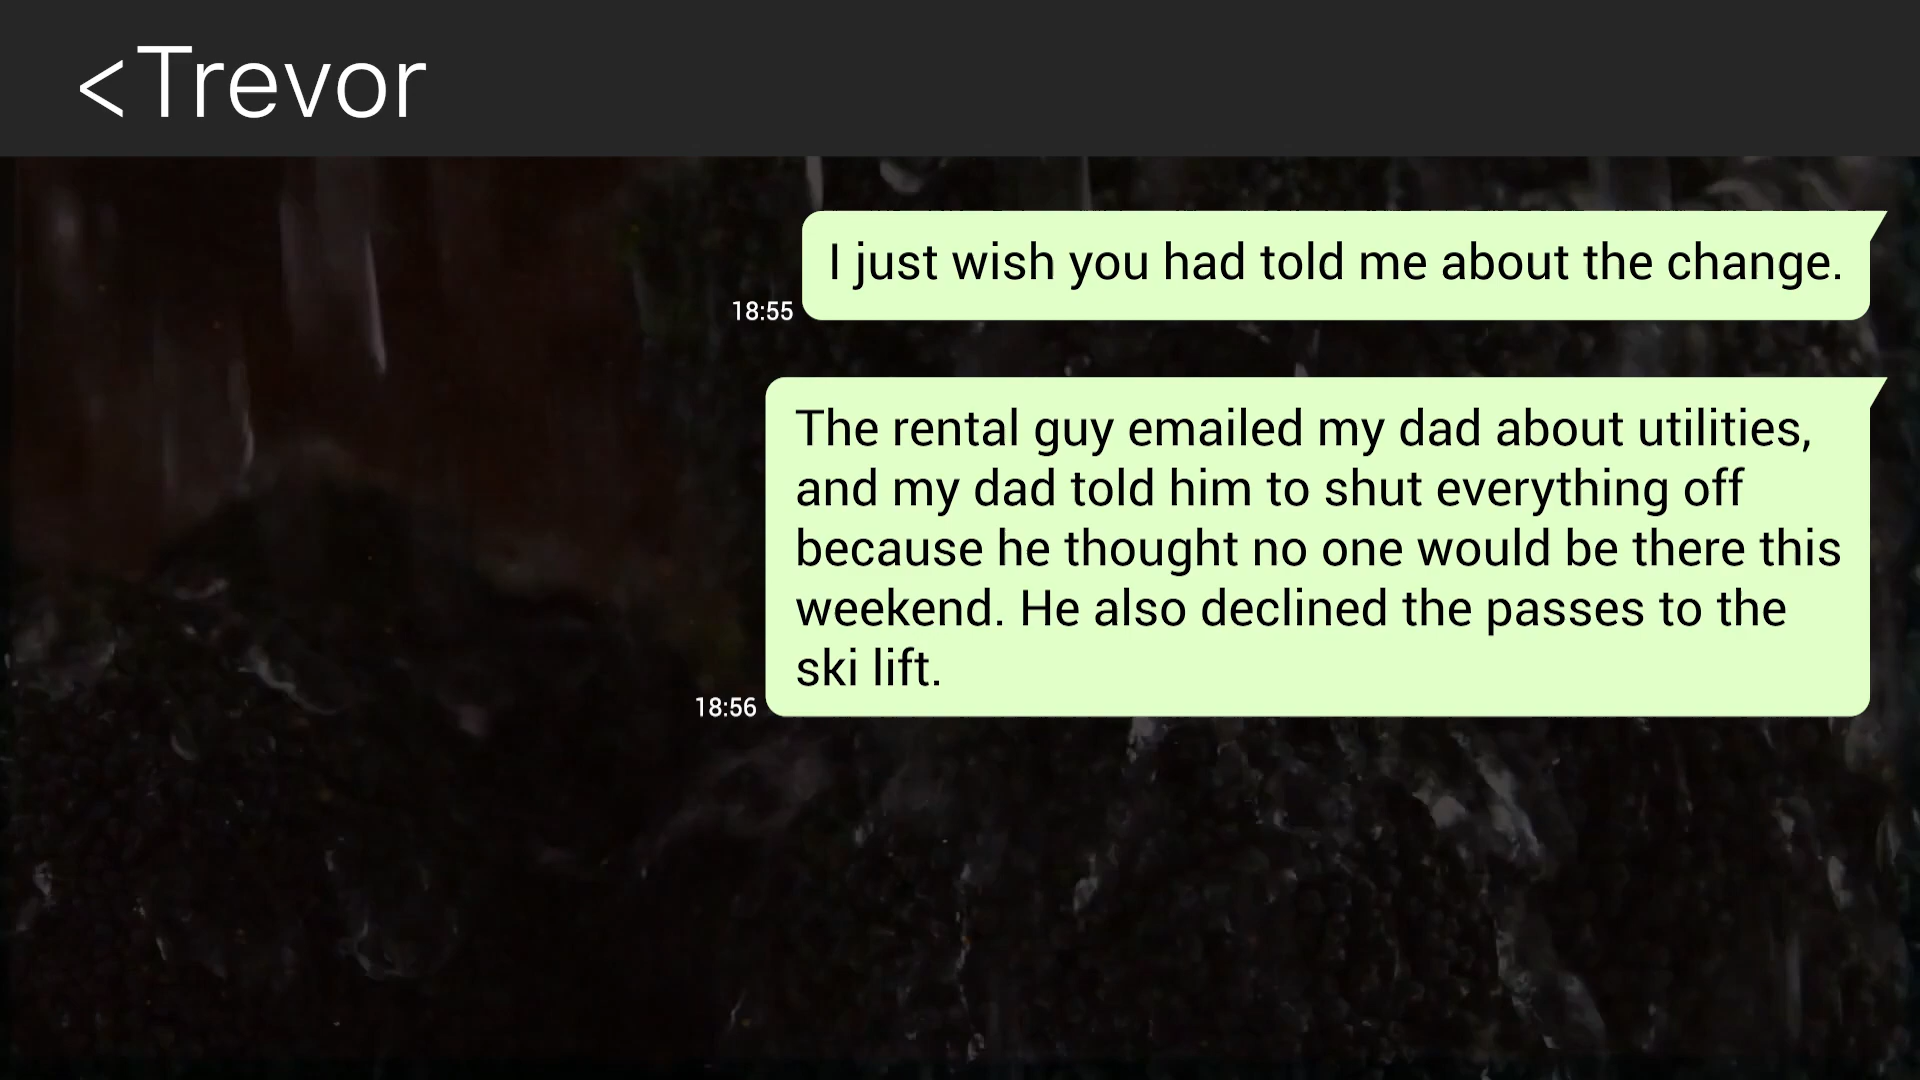 <Trevor
I just wish you had told me about the change.
18:55
The rental guy emailed my dad about utilities,
and my dad told him to shut everything off
because he thought no one would be there this
weekend. He also declined the passes to the
ski lift.
18:56